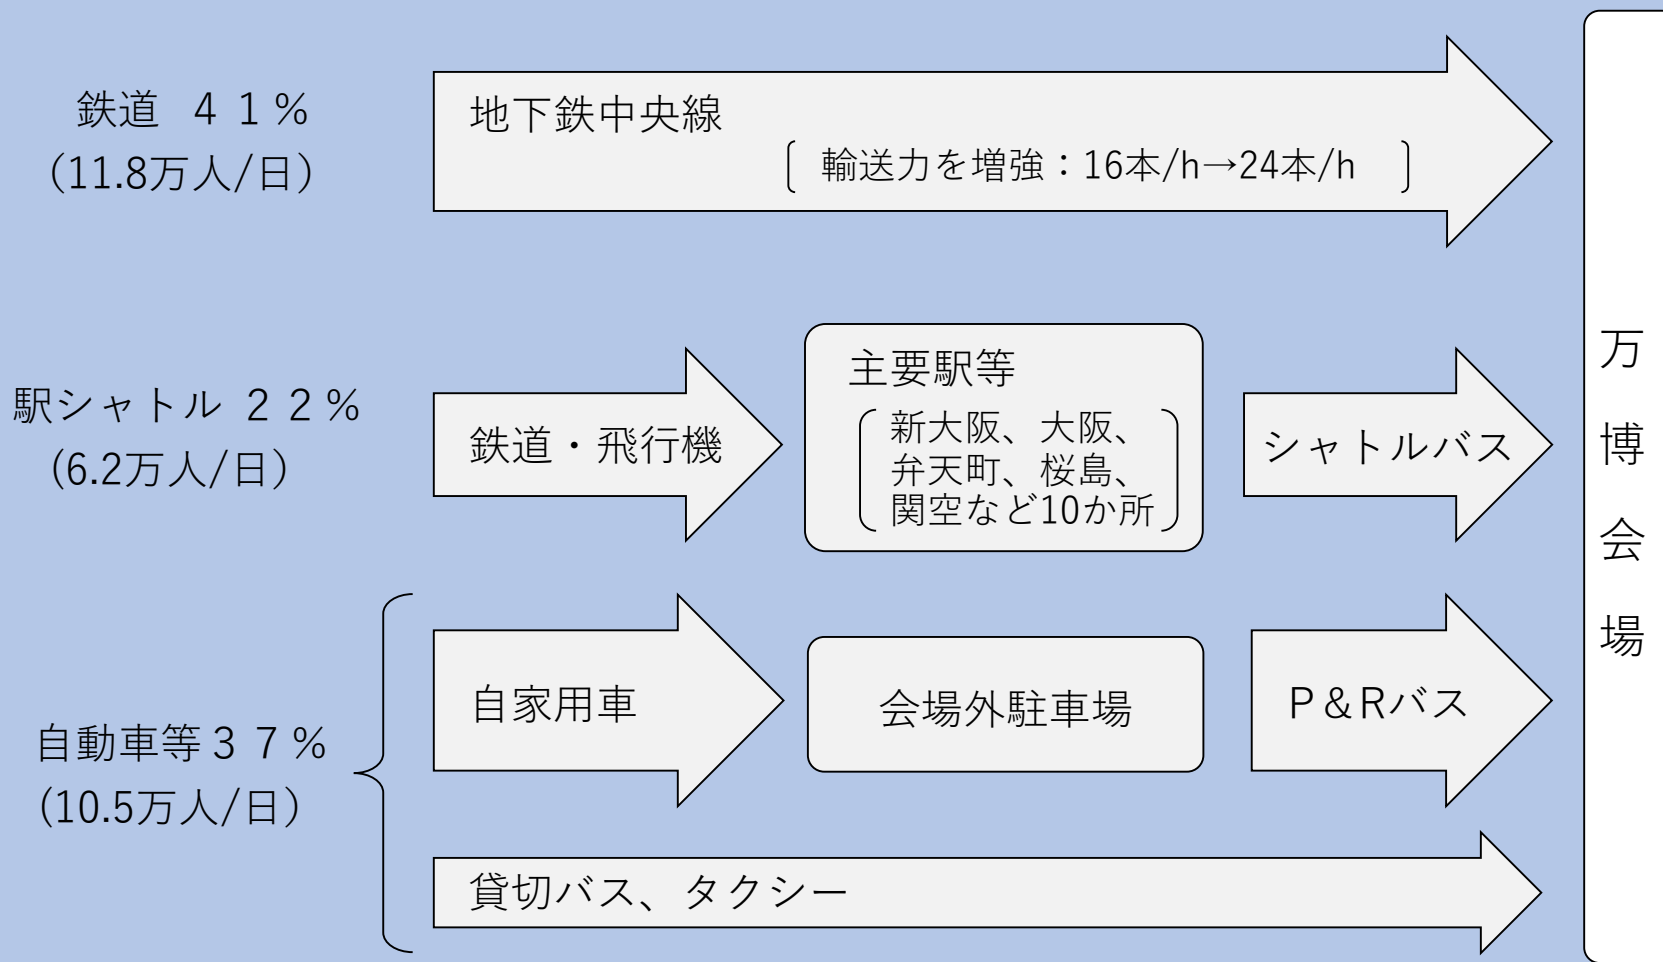 鉄道 ４１%
(11.8万人/日)
地下鉄中央線
〔 輸送力を増強：16本/h→24本/h 〕
駅シャトル ２２%
(6.2万人/日)
鉄道・飛行機
主要駅等
新大阪、大阪、
弁天町、桜島、
関空など10か所
シャトルバス
自動車等３７%
(10.5万人/日)
自家用車
会場外駐車場
P＆Rバス
貸切バス、タクシー
万博会場